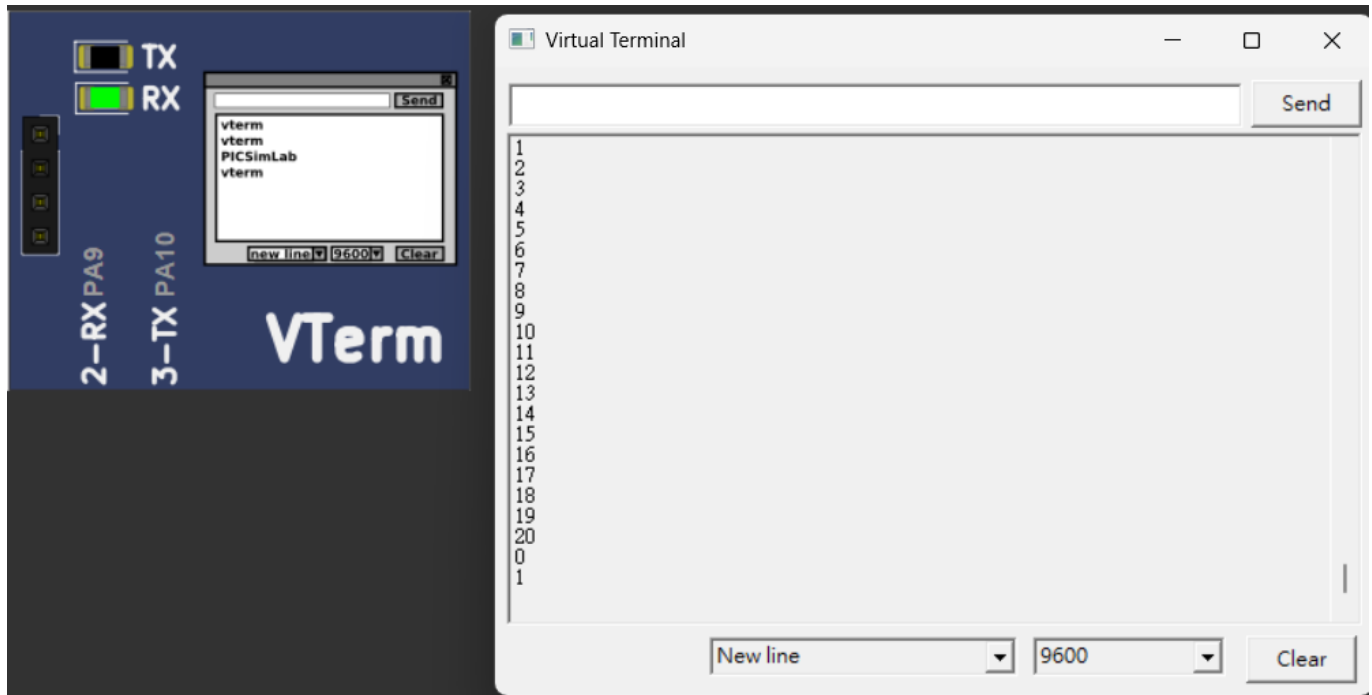 TX
RX
Send
vterm
vterm
PICSimLab
vterm
new line 9600 Clear
2-RX PA9
3-TX PA10
VTerm
Virtual Terminal
Send
1
2
3
4
5
6
7
8
9
10
11
12
13
14
15
16
17
18
19
20
0
1
New line 9600 Clear